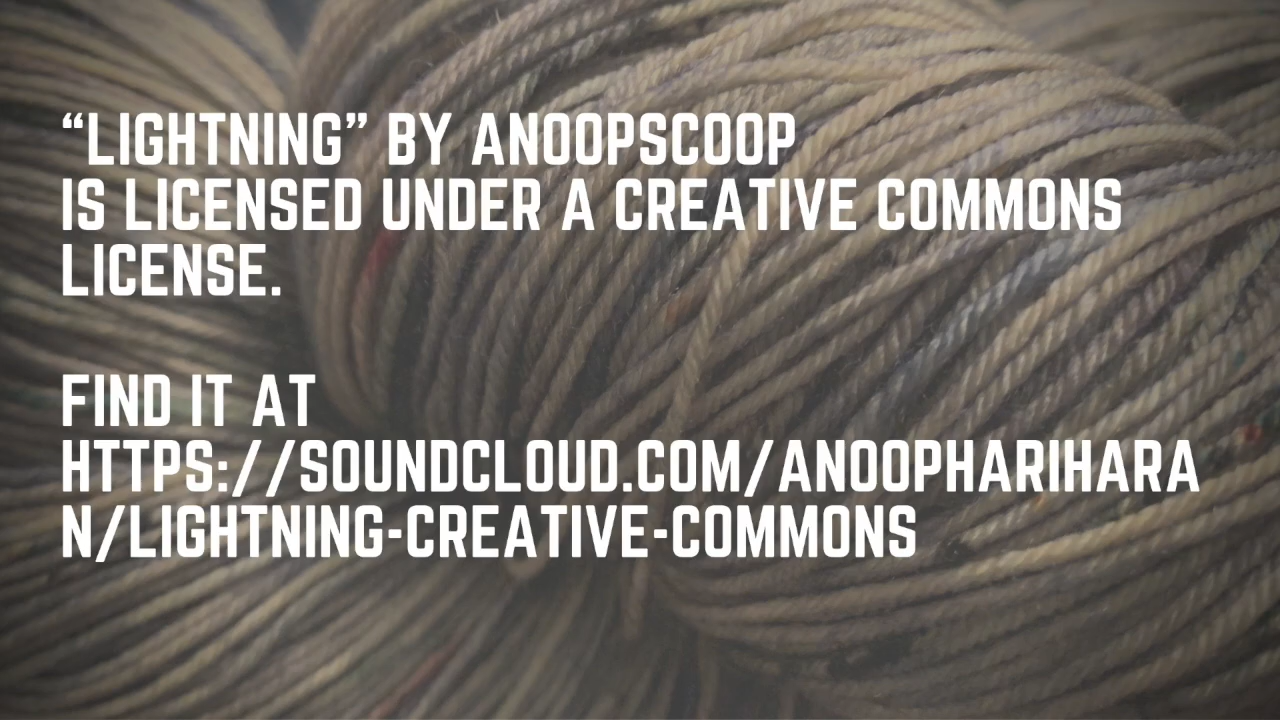 “LIGHTNING” BY ANOOPSCOOP
IS LICENSED UNDER A CREATIVE COMMONS
LICENSE.
FIND IT AT
HTTPS://SOUNDCLOUD.COM/ANOOPHARIHARA
N/LIGHTNING-CREATIVE-COMMONS